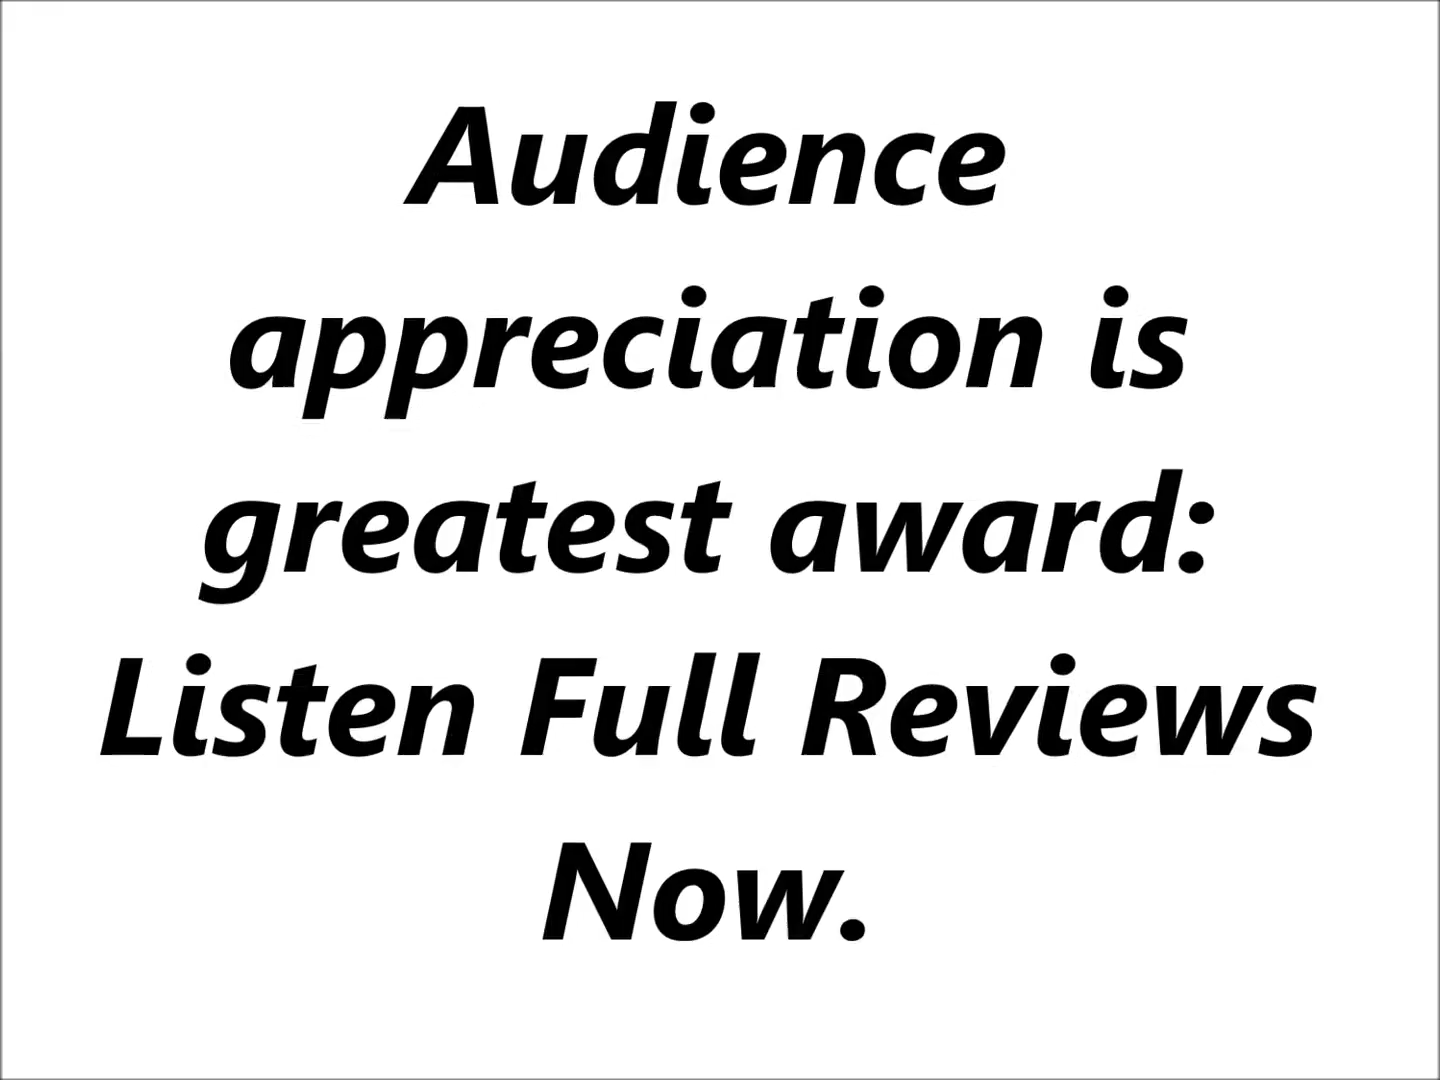 Audience
appreciation is
greatest award:
Listen Full Reviews
Now.